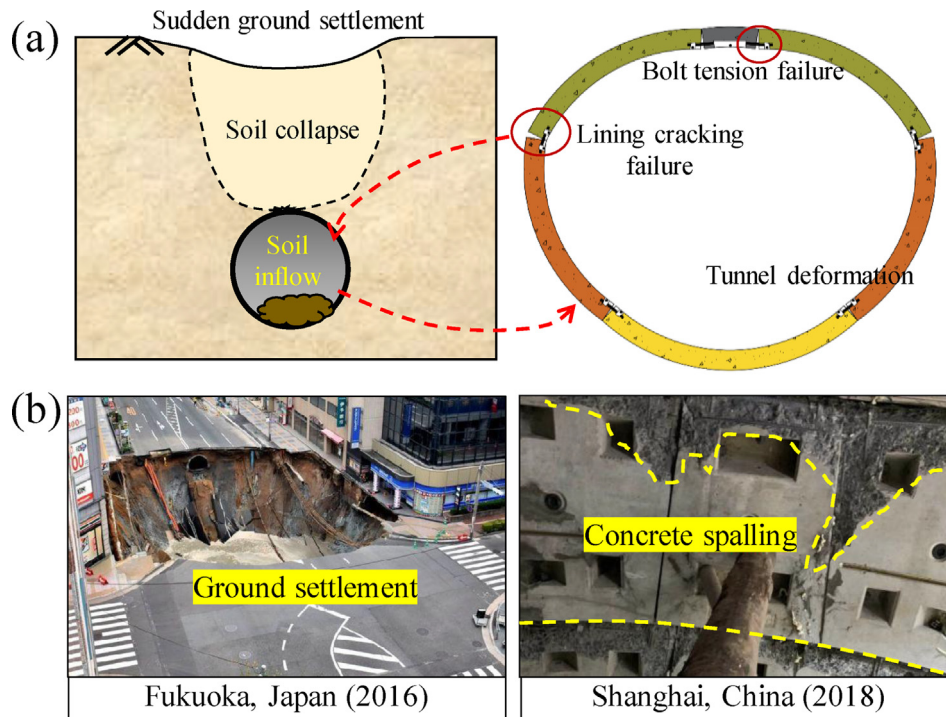 (a)
Sudden ground settlement
Soil collapse
Soil
inflow
Bolt tension failure
Lining cracking
failure
Tunnel deformation
(b)
Ground settlement
Fukuoka, Japan (2016)
Concrete spalling
Shanghai, China (2018)